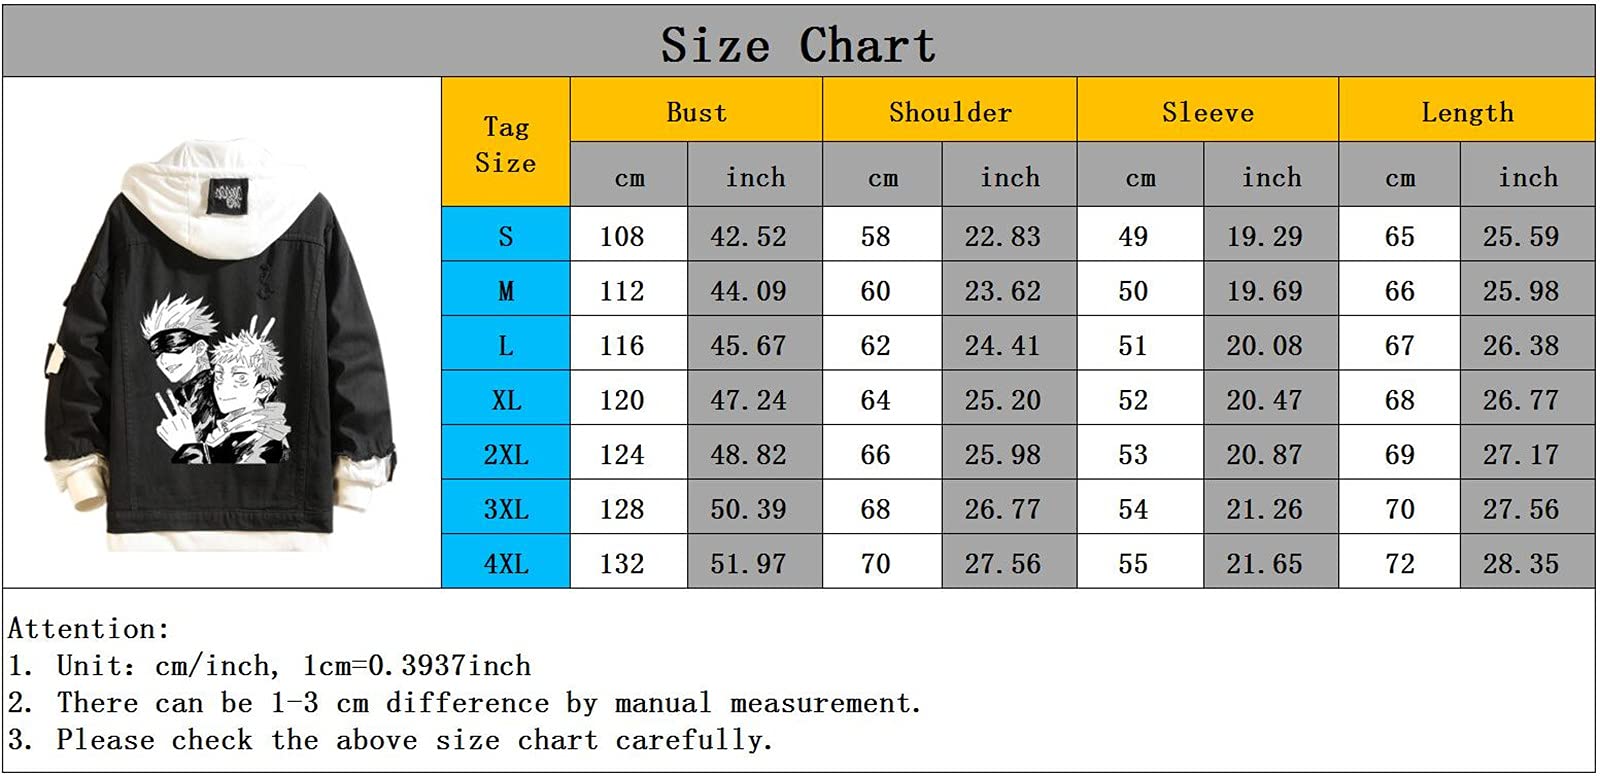 Size Chart
Tag Size Bust Shoulder Sleeve Length
cm inch cm inch cm inch cm inch
S 108 42.52 58 22.83 49 19.29 65 25.59
M 112 44.09 60 23.62 50 19.69 66 25.98
L 116 45.67 62 24.41 51 20.08 67 26.38
XL 120 47.24 64 25.20 52 20.47 68 26.77
2XL 124 48.82 66 25.98 53 20.87 69 27.17
3XL 128 50.39 68 26.77 54 21.26 70 27.56
4XL 132 51.97 70 27.56 55 21.65 72 28.35
Attention:
1. Unit: cm/inch, 1cm=0.3937inch
2. There can be 1-3 cm difference by manual measurement.
3. Please check the above size chart carefully.